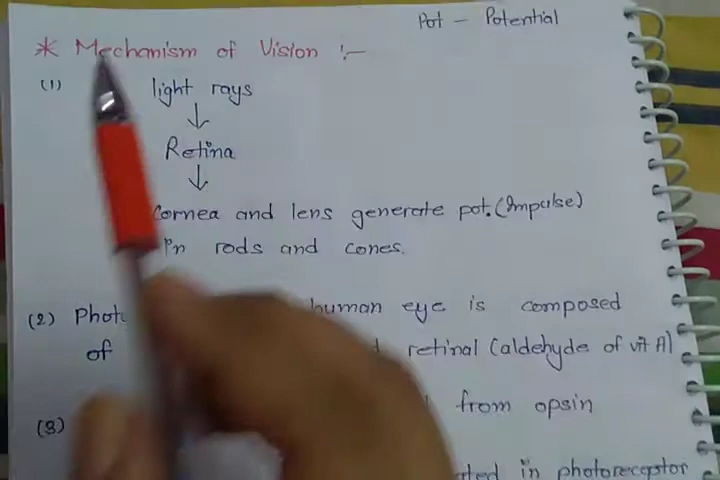 Pot - Potential
* Mechanism of Vision :-
(1) light rays
↓
Retina
↓
Cornea and lens generate pot. (Impulse)
in rods and cones.
(2) human eye is composed
of retinal (aldehyde of vit A)
(3) from opsin
in photoreceptor